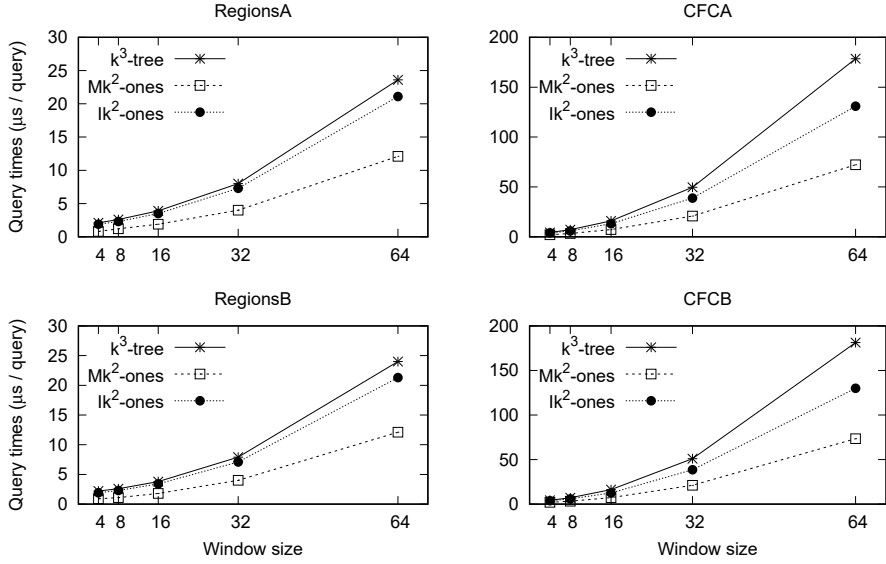 RegionsA
Query times (µs / query)
30
25
20
15
10
5
0
k³-tree
Mk²-ones
Ik²-ones
4 8 16 32 64
CFCA
200
150
100
50
0
k³-tree
Mk²-ones
Ik²-ones
4 8 16 32 64
RegionsB
Query times (µs / query)
30
25
20
15
10
5
0
k³-tree
Mk²-ones
Ik²-ones
4 8 16 32 64
Window size
CFCB
200
150
100
50
0
k³-tree
Mk²-ones
Ik²-ones
4 8 16 32 64
Window size